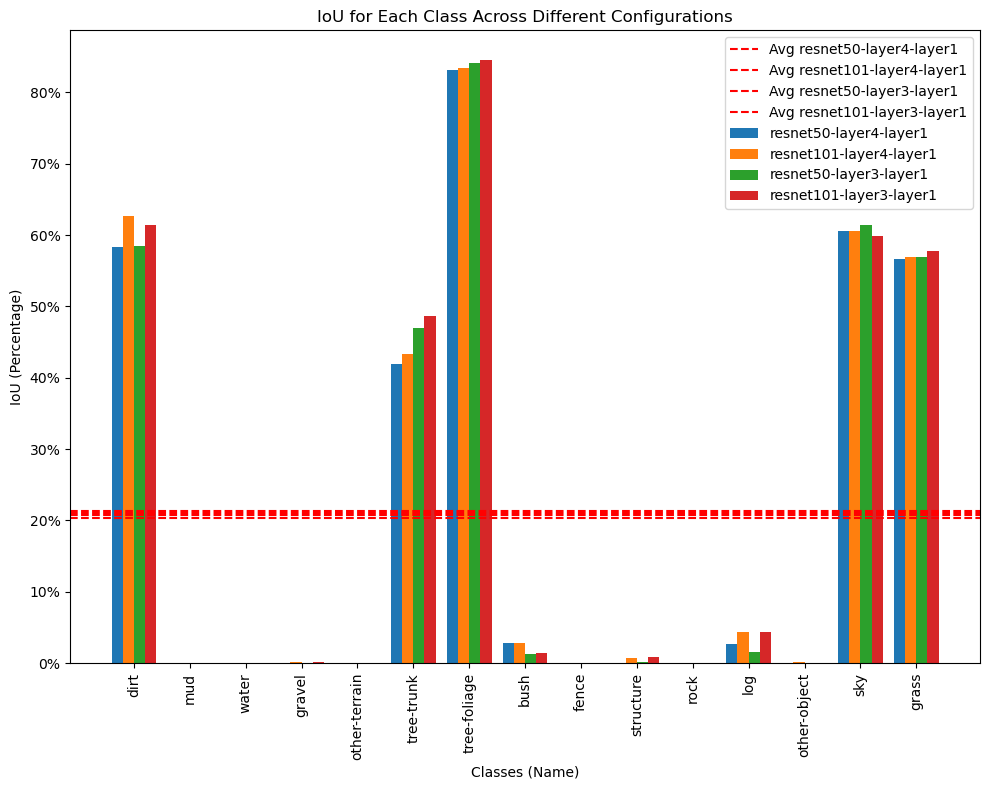 IoU for Each Class Across Different Configurations
Avg resnet50-layer4-layer1
Avg resnet101-layer4-layer1
Avg resnet50-layer3-layer1
Avg resnet101-layer3-layer1
resnet50-layer4-layer1
resnet101-layer4-layer1
resnet50-layer3-layer1
resnet101-layer3-layer1
IoU (Percentage)
80%
70%
60%
50%
40%
30%
20%
10%
0%
dirt
mud
water
gravel
other-terrain
tree-trunk
tree-foliage
bush
fence
structure
rock
log
other-object
sky
grass
Classes (Name)